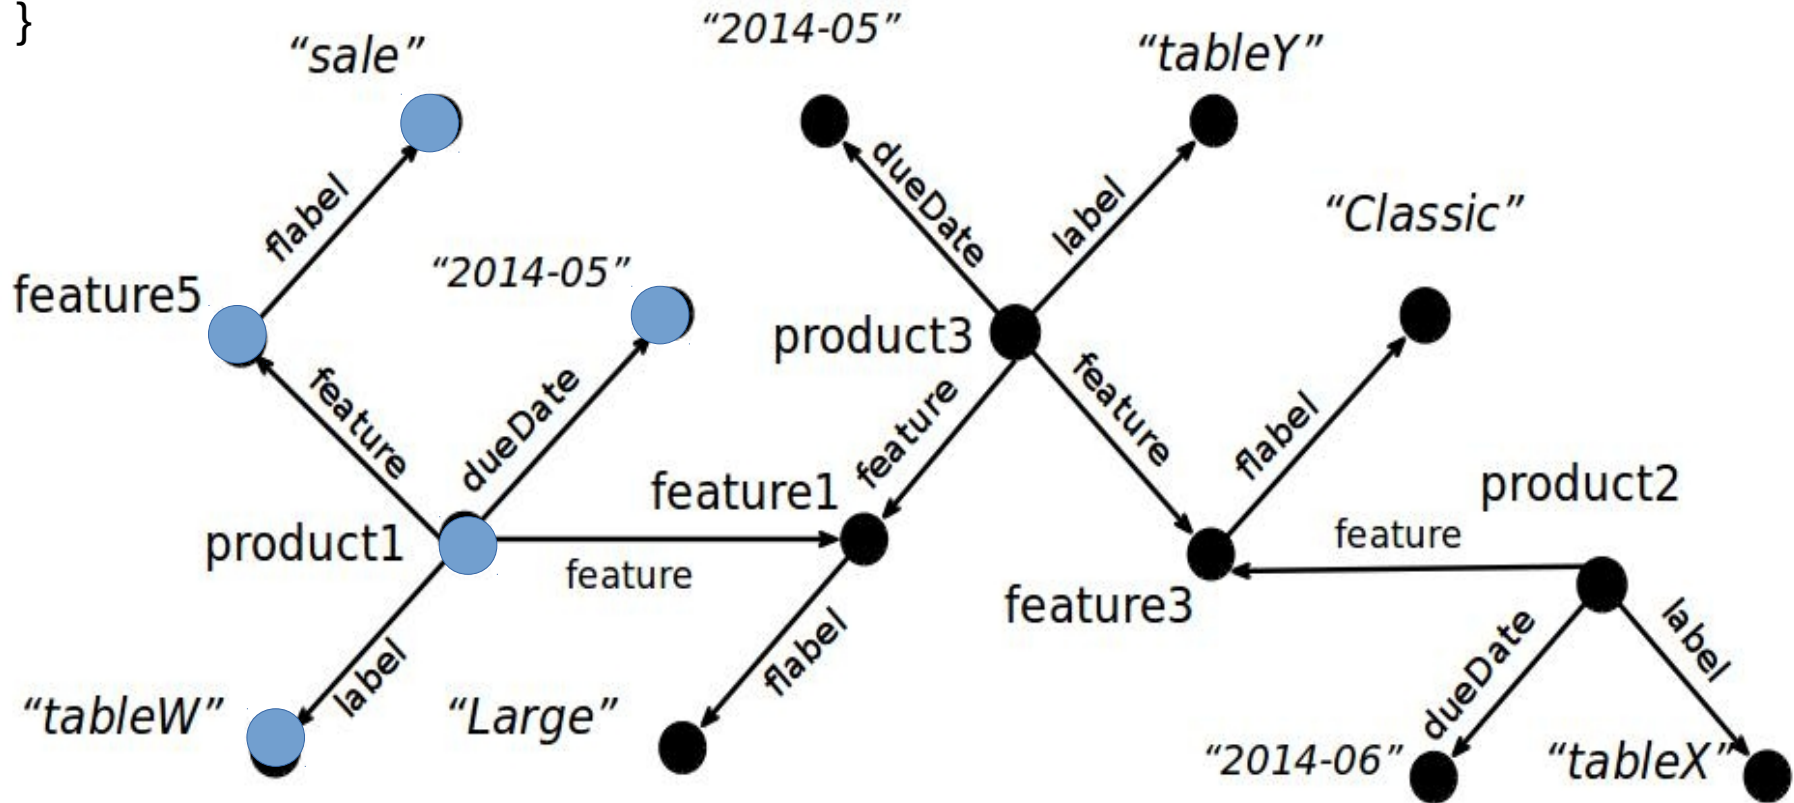 }
“sale”
“2014-05”
“tableY”
flabel
dueDate
label
“Classic”
feature5
“2014-05”
product3
feature
dueDate
feature
feature
flabel
product1
feature1
product2
feature
feature
feature3
label
flabel
dueDate
label
“tableW”
“Large”
“2014-06”
“tableX”